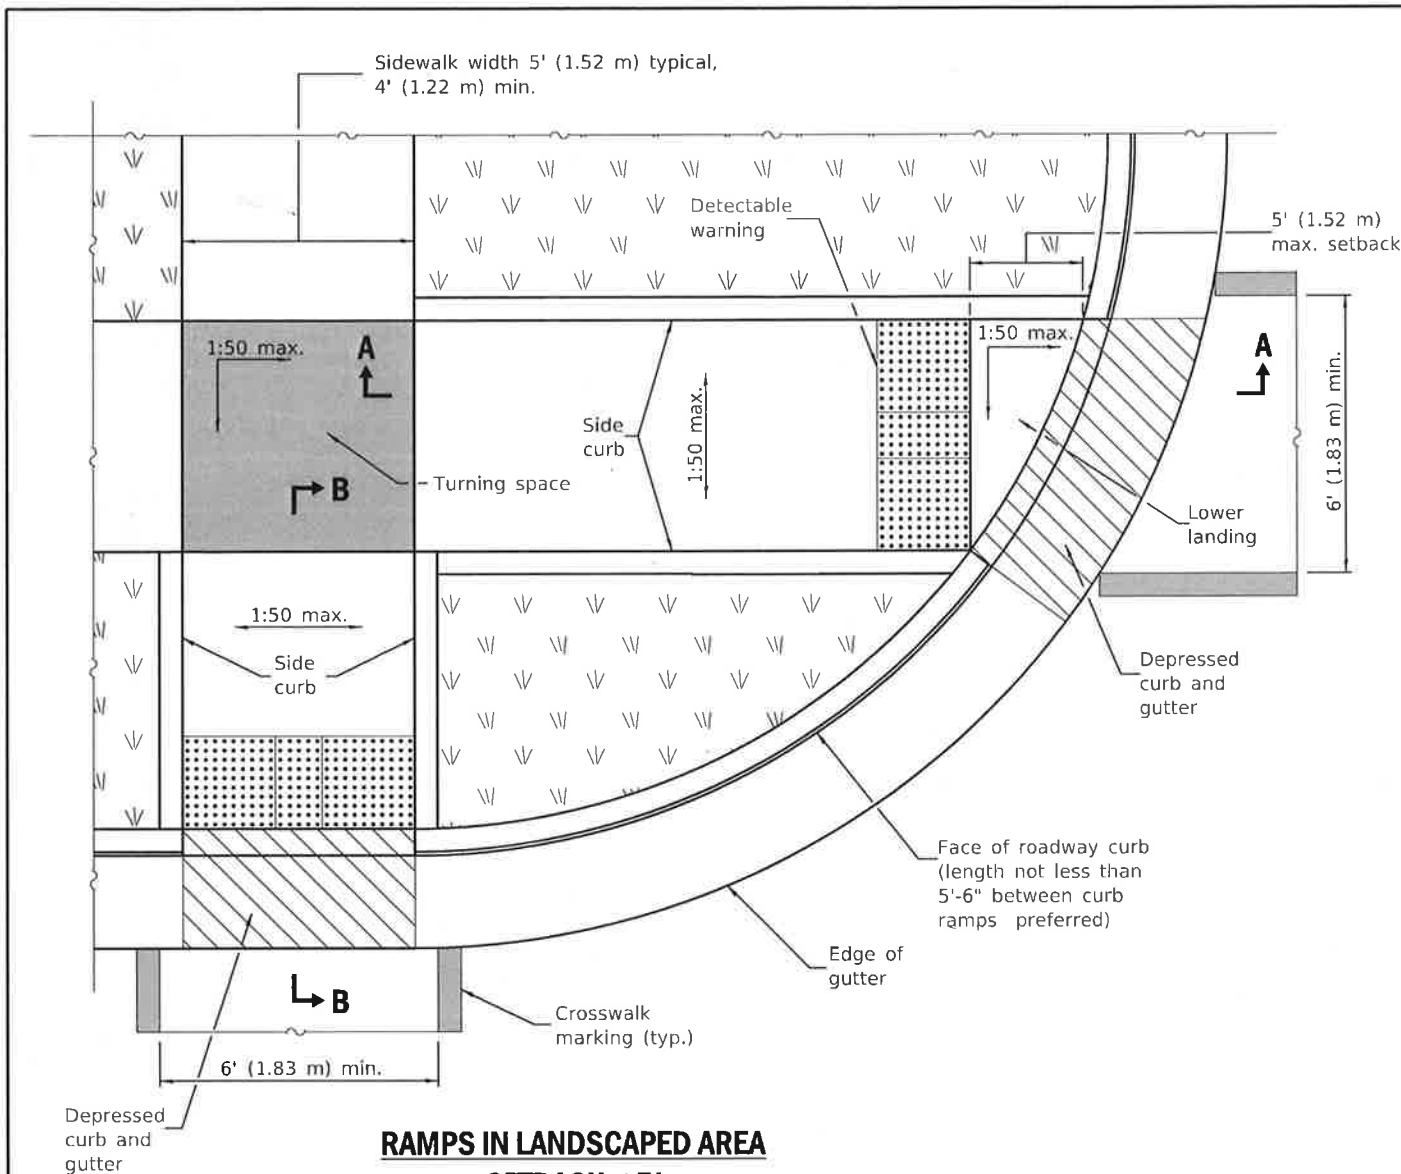 Sidewalk width 5' (1.52 m) typical,
4' (1.22 m) min.
Detectable
warning
5' (1.52 m)
max. setback
1:50 max.
A
1:50 max.
A
Side
curb
1:50 max.
6' (1.83 m) min.
B
Turning space
Lower
landing
1:50 max.
Side
curb
Depressed
curb and
gutter
Face of roadway curb
(length not less than
5'-6" between curb
ramps preferred)
Edge of
gutter
B
Crosswalk
marking (typ.)
6' (1.83 m) min.
Depressed
curb and
gutter
RAMPS IN LANDSCAPED AREA